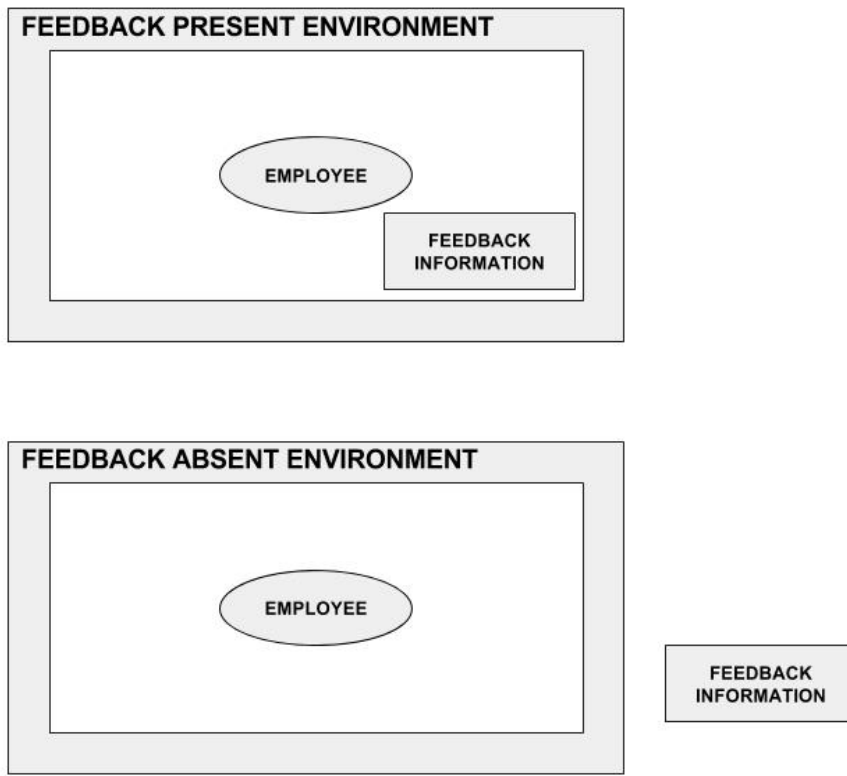 FEEDBACK PRESENT ENVIRONMENT
EMPLOYEE
FEEDBACK
INFORMATION
FEEDBACK ABSENT ENVIRONMENT
EMPLOYEE
FEEDBACK
INFORMATION